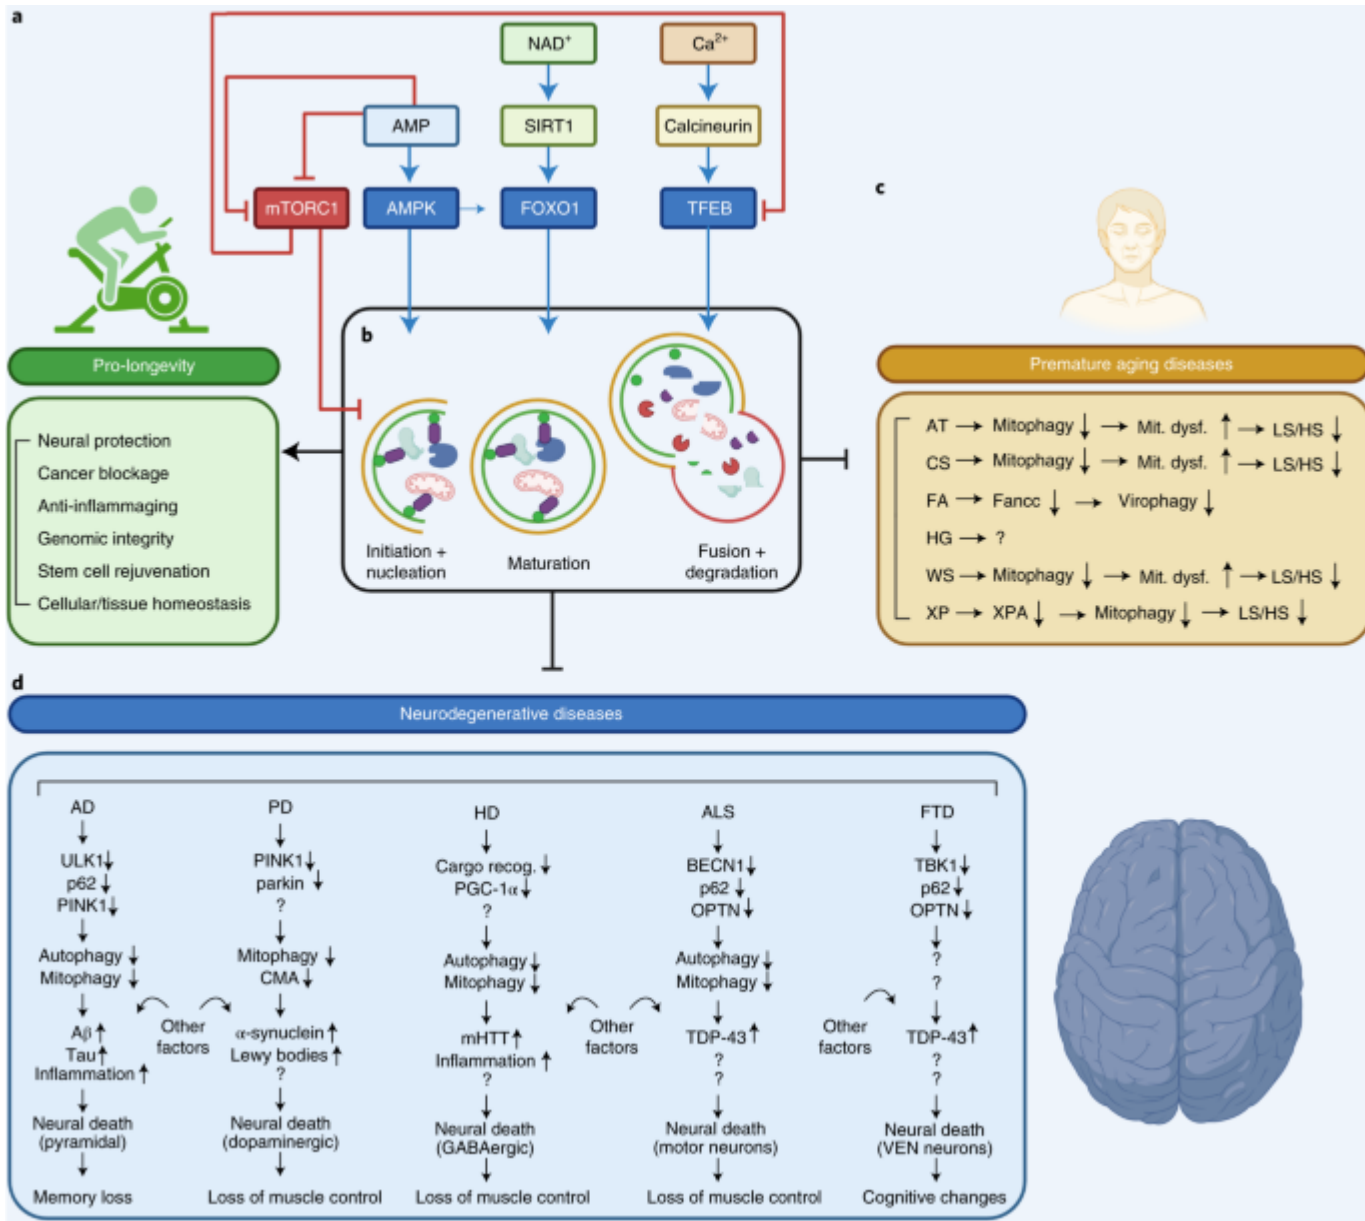 a
NAD+
Ca2+
AMP
SIRT1
Calcineurin
mTORC1
AMPK
FOXO1
TFEB
Pro-longevity
Neural protection
Cancer blockage
Anti-inflammaging
Genomic integrity
Stem cell rejuvenation
Cellular/tissue homeostasis
b
Initiation +
nucleation
Maturation
Fusion +
degradation
c
Premature aging diseases
AT → Mitophagy ↓ → Mit. dysf. ↑ → LS/HS ↓
CS → Mitophagy ↓ → Mit. dysf. ↑ → LS/HS ↓
FA → Fancc ↓ → Virophagy ↓
HG → ?
WS → Mitophagy ↓ → Mit. dysf. ↑ → LS/HS ↓
XP → XPA ↓ → Mitophagy ↓ → LS/HS ↓
d
Neurodegenerative diseases
AD
ULK1↓
p62↓
PINK1↓
Autophagy ↓
Mitophagy ↓
Aβ↑
Tau↑
Inflammation ↑
Neural death
(pyramidal)
Memory loss
Other
factors
PD
PINK1↓
parkin ↓
?
Mitophagy ↓
CMA↓
α-synuclein ↑
Lewy bodies ↑
?
Neural death
(dopaminergic)
Loss of muscle control
HD
Cargo recog. ↓
PGC-1α↓
?
Autophagy ↓
Mitophagy ↓
mHTT↑
Inflammation ↑
?
Neural death
(GABAergic)
Loss of muscle control
Other
factors
ALS
BECN1↓
p62↓
OPTN↓
Autophagy ↓
Mitophagy ↓
TDP-43↑
?
?
Neural death
(motor neurons)
Loss of muscle control
Other
factors
FTD
TBK1↓
p62↓
OPTN↓
?
?
TDP-43↑
?
?
Neural death
(VEN neurons)
Cognitive changes